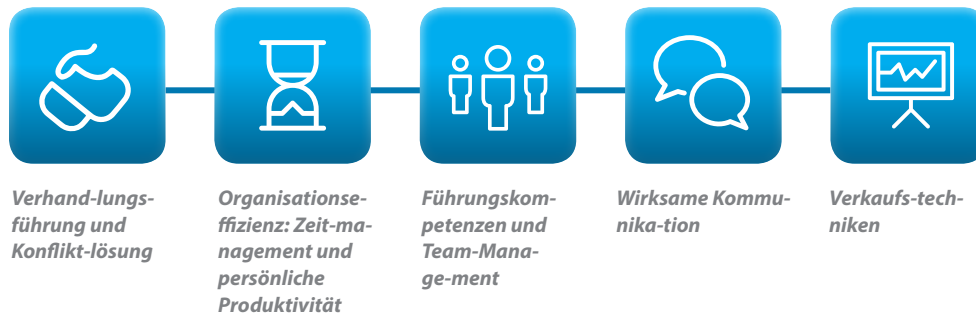 Verhand-lungs-
führung und
Konflikt-lösung
Organisationse-
ffizienz: Zeit-ma-
nagement und
persönliche
Produktivität
Führungskom-
petenzen und
Team-Mana-
ge-ment
Wirksame Kommu-
nika-tion
Verkaufs-tech-
niken